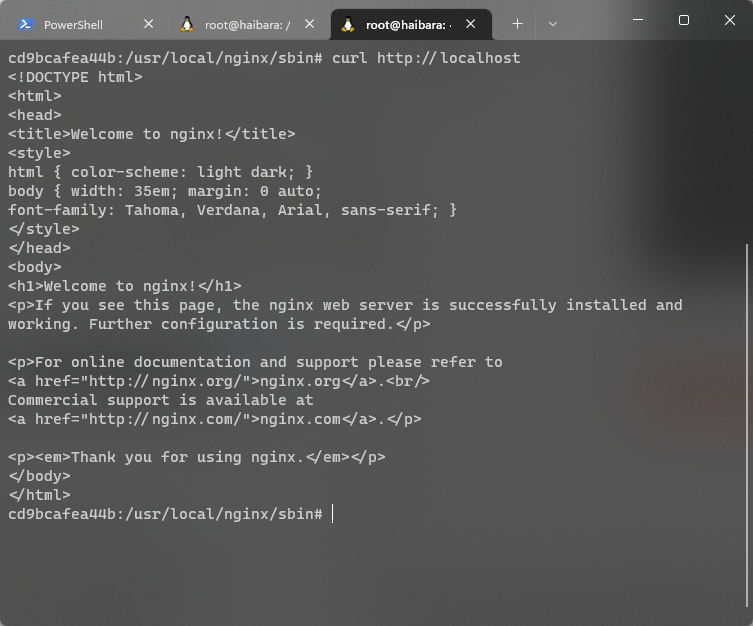 PowerShell
root@haibara: /
root@haibara: ·
cd9bcafea44b:/usr/local/nginx/sbin# curl http://localhost
<!DOCTYPE html>
<html>
<head>
<title>Welcome to nginx!</title>
<style>
html { color-scheme: light dark; }
body { width: 35em; margin: 0 auto;
font-family: Tahoma, Verdana, Arial, sans-serif; }
</style>
</head>
<body>
<h1>Welcome to nginx!</h1>
<p>If you see this page, the nginx web server is successfully installed and
working. Further configuration is required.</p>

<p>For online documentation and support please refer to
<a href="http://nginx.org/">nginx.org</a>.<br/>
Commercial support is available at
<a href="http://nginx.com/">nginx.com</a>.</p>

<p><em>Thank you for using nginx.</em></p>
</body>
</html>
cd9bcafea44b:/usr/local/nginx/sbin#